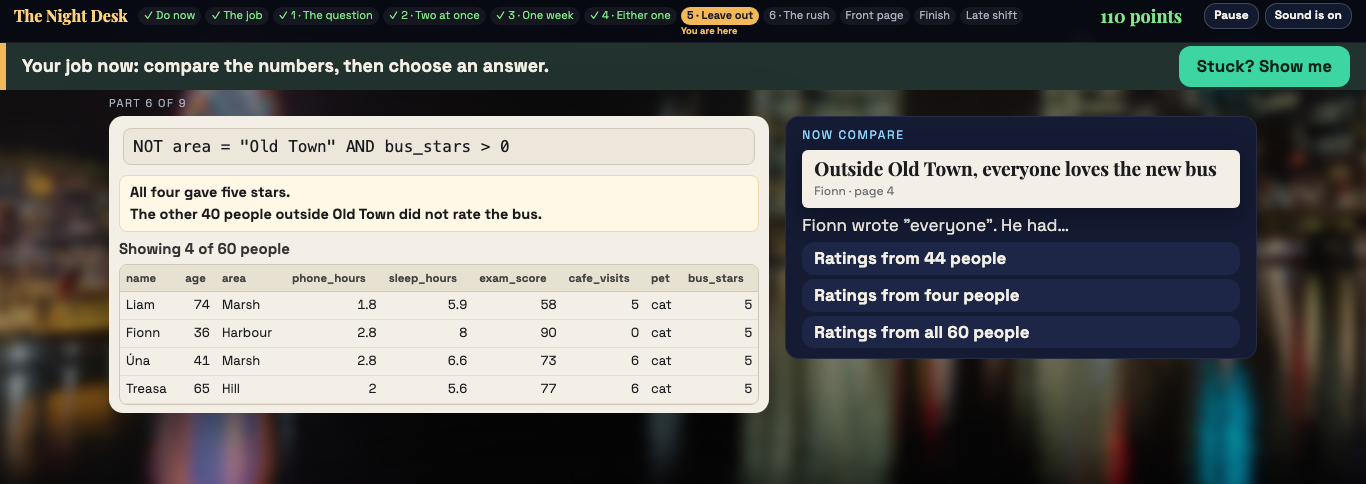 The Night Desk
✓ Do now
✓ The job
✓ 1 · The question
✓ 2 · Two at once
✓ 3 · One week
✓ 4 · Either one
5 · Leave out
6 · The rush
Front page
Finish
Late shift
You are here
110 points
Pause
Sound is on
Your job now: compare the numbers, then choose an answer.
Stuck? Show me
PART 6 OF 9
NOT area = "Old Town" AND bus_stars > 0
All four gave five stars.
The other 40 people outside Old Town did not rate the bus.
Showing 4 of 60 people
name age area phone_hours sleep_hours exam_score cafe_visits pet bus_stars
Liam 74 Marsh 1.8 5.9 58 5 cat 5
Fionn 36 Harbour 2.8 8 90 0 cat 5
Úna 41 Marsh 2.8 6.6 73 6 cat 5
Treasa 65 Hill 2 5.6 77 6 cat 5
NOW COMPARE
Outside Old Town, everyone loves the new bus
Fionn · page 4
Fionn wrote ”everyone”. He had…
Ratings from 44 people
Ratings from four people
Ratings from all 60 people